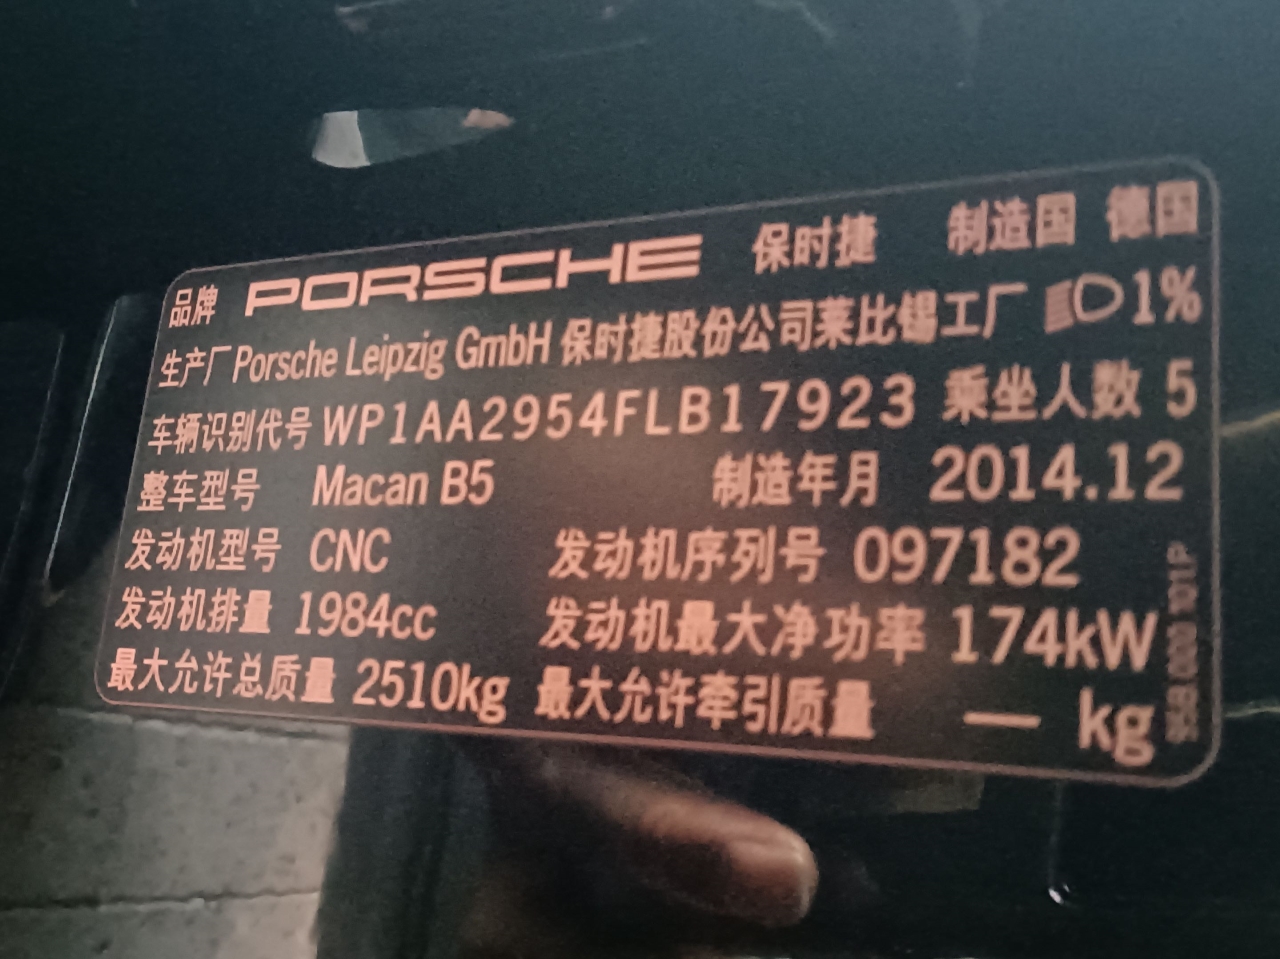 品牌 PORSCHE 保时捷 制造国 德国
生产厂 Porsche Leipzig GmbH 保时捷股份公司莱比锡工厂 1%
车辆识别代号 WP1AA2954FLB17923 乘坐人数 5
整车型号 Macan B5 制造年月 2014.12
发动机型号 CNC 发动机序列号 097182
发动机排量 1984cc 发动机最大净功率 174kW
最大允许总质量 2510kg 最大允许牵引质量 — kg